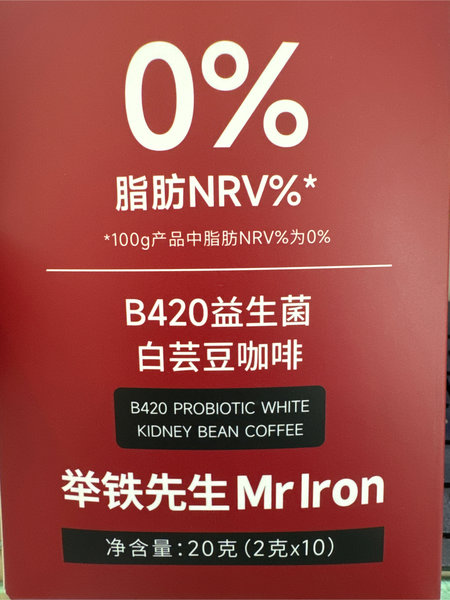 0%
脂肪NRV%*
*100g产品中脂肪NRV%为0%
B420益生菌
白芸豆咖啡
B420 PROBIOTIC WHITE
KIDNEY BEAN COFFEE
举铁先生 Mr Iron
净含量:20克(2克x10)